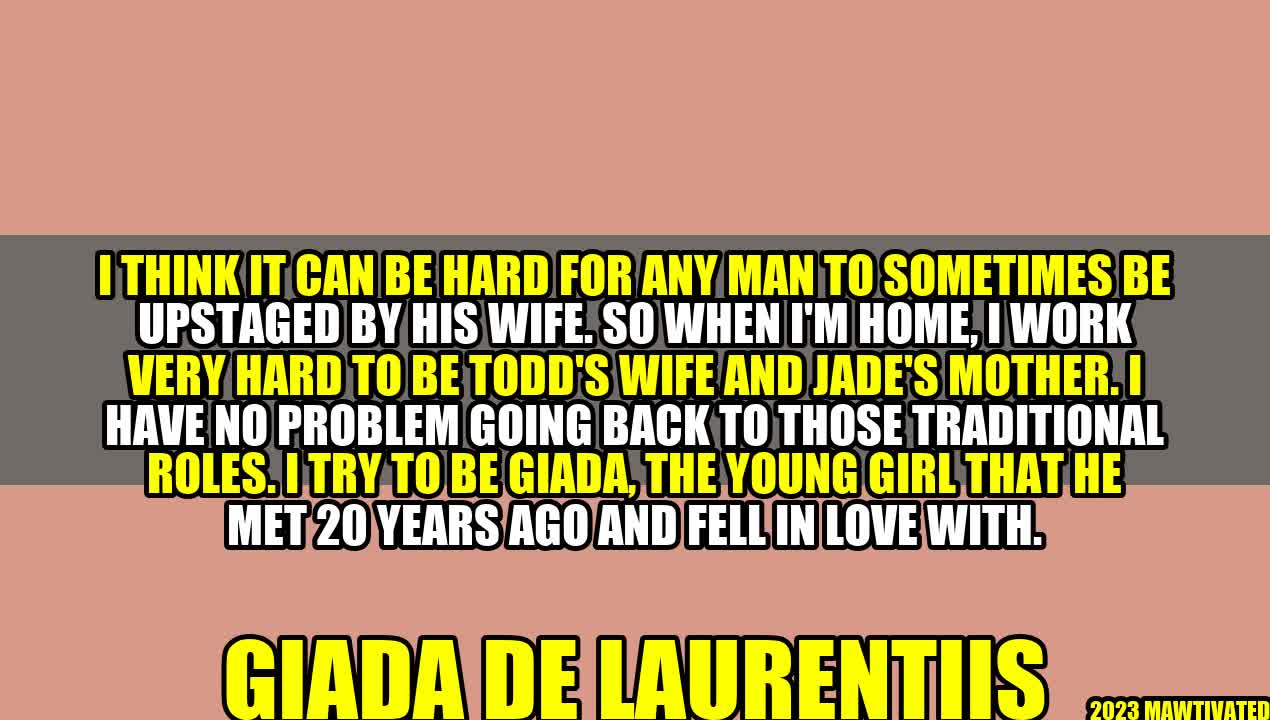 I THINK IT CAN BE HARD FOR ANY MAN TO SOMETIMES BE
UPSTAGED BY HIS WIFE. SO WHEN I'M HOME, I WORK
VERY HARD TO BE TODD'S WIFE AND JADE'S MOTHER. I
HAVE NO PROBLEM GOING BACK TO THOSE TRADITIONAL
ROLES. I TRY TO BE GIADA, THE YOUNG GIRL THAT HE
MET 20 YEARS AGO AND FELL IN LOVE WITH.
GIADA DE LAURENTIIS
2023 MAWTIVATED